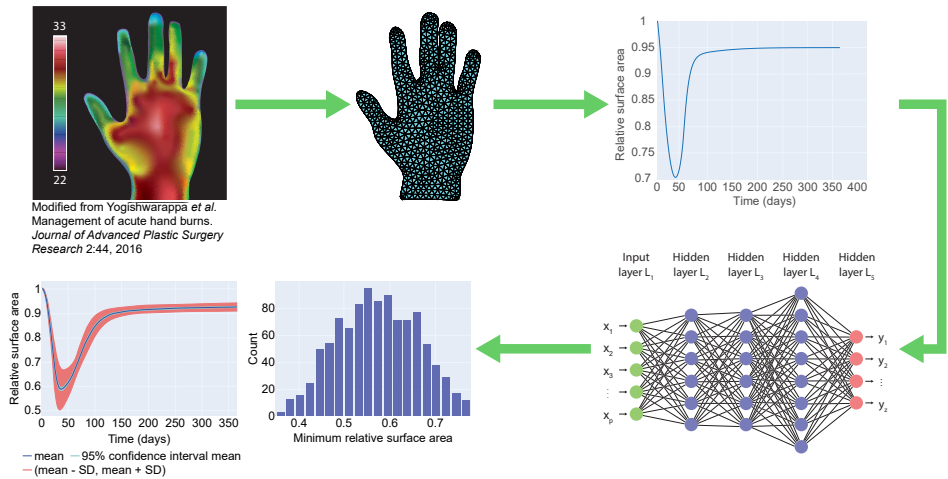 33
22
Modified from Yogishwarappa et al.
Management of acute hand burns.
Journal of Advanced Plastic Surgery
Research 2:44, 2016
Relative surface area
1
0.95
0.9
0.85
0.8
0.75
0.7
0 50 100 150 200 250 300 350 400
Time (days)
Input
layer L₁
Hidden
layer L₂
Hidden
layer L₃
Hidden
layer L₄
Hidden
layer L₅
x₁
x₂
x₃
⋮
xₚ
y₁
y₂
⋮
y₂
Relative surface area
1
0.9
0.8
0.7
0.6
0.5
0 50 100 150 200 250 300 350
Time (days)
mean 95% confidence interval mean
(mean - SD, mean + SD)
Count
80
60
40
20
0
0.4 0.5 0.6 0.7
Minimum relative surface area